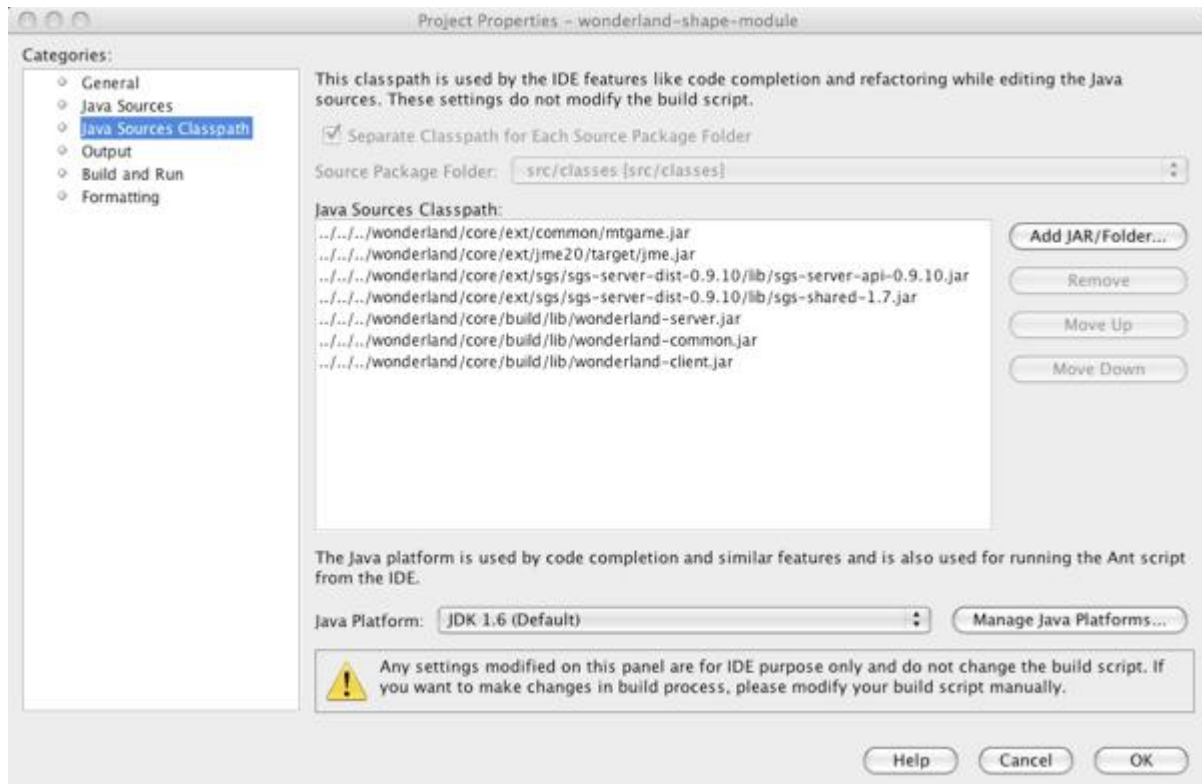 Project Properties – wonderland-shape-module
Categories:
General
Java Sources
Java Sources Classpath
Output
Build and Run
Formatting
This classpath is used by the IDE features like code completion and refactoring while editing the Java
sources. These settings do not modify the build script.
Separate Classpath for Each Source Package Folder
Source Package Folder: src/classes [src/classes]
Java Sources Classpath:
../../../wonderland/core/ext/common/mtgame.jar
../../../wonderland/core/ext/jme20/target/jme.jar
../../../wonderland/core/ext/sgs/sgs-server-dist-0.9.10/lib/sgs-server-api-0.9.10.jar
../../../wonderland/core/ext/sgs/sgs-server-dist-0.9.10/lib/sgs-shared-1.7.jar
../../../wonderland/core/build/lib/wonderland-server.jar
../../../wonderland/core/build/lib/wonderland-common.jar
../../../wonderland/core/build/lib/wonderland-client.jar
Add JAR/Folder...
Remove
Move Up
Move Down
The Java platform is used by code completion and similar features and is also used for running the Ant script
from the IDE.
Java Platform: JDK 1.6 (Default) Manage Java Platforms...
Any settings modified on this panel are for IDE purpose only and do not change the build script. If
you want to make changes in build process, please modify your build script manually.
Help Cancel OK